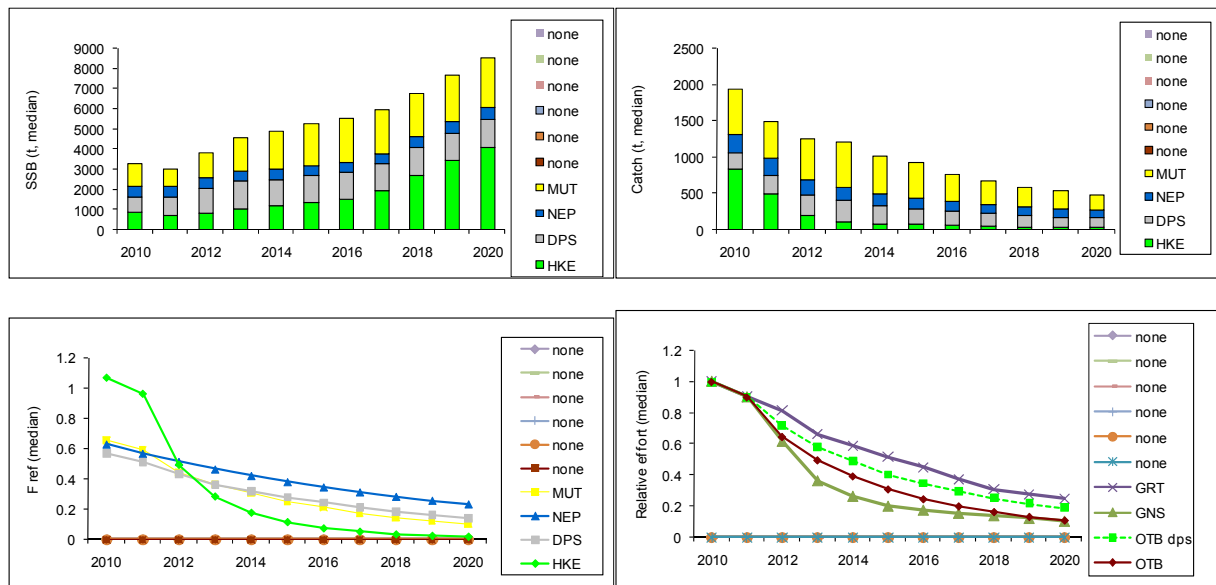 SSB (t, median)
9000
8000
7000
6000
5000
4000
3000
2000
1000
0
2010 2012 2014 2016 2018 2020
none
none
none
none
none
none
MUT
NEP
DPS
HKE
Catch (t, median)
2500
2000
1500
1000
500
0
2010 2012 2014 2016 2018 2020
none
none
none
none
none
none
MUT
NEP
DPS
HKE
F ref (median)
1.2
1
0.8
0.6
0.4
0.2
0
2010 2012 2014 2016 2018 2020
none
none
none
none
none
none
MUT
NEP
DPS
HKE
Relative effort (median)
1.2
1
0.8
0.6
0.4
0.2
0
2010 2012 2014 2016 2018 2020
none
none
none
none
none
none
GRT
GNS
OTB dps
OTB